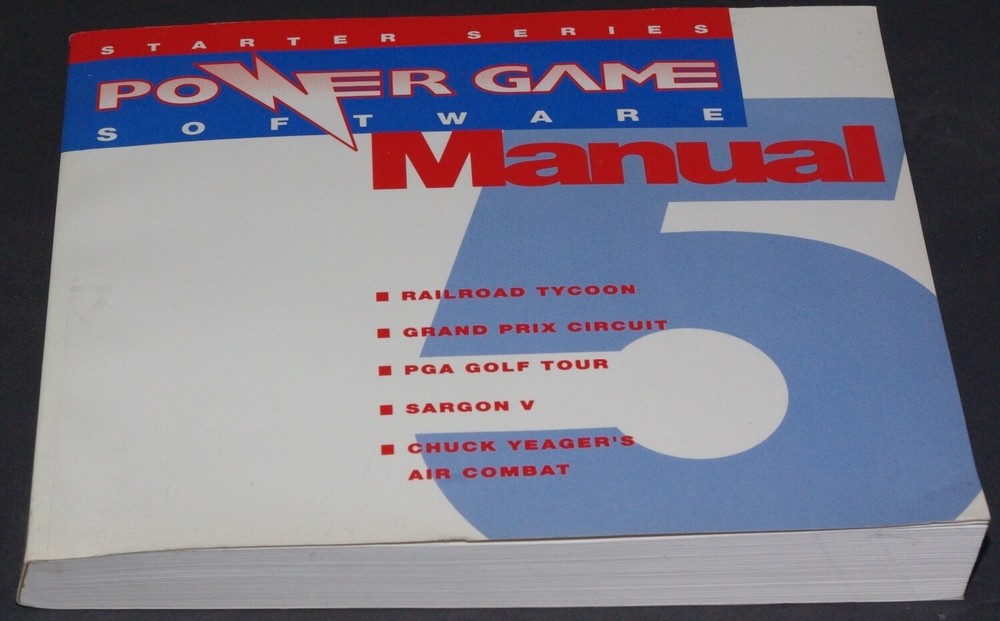 STARTER SERIES
POWER GAME
SOFTWARE
Manual
5
■ RAILROAD TYCOON
■ GRAND PRIX CIRCUIT
■ PGA GOLF TOUR
■ SARGON V
■ CHUCK YEAGER'S
AIR COMBAT